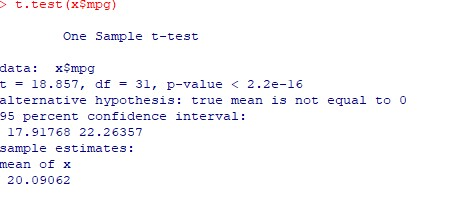 > t.test(x$mpg)
One Sample t-test
data: x$mpg
t = 18.857, df = 31, p-value < 2.2e-16
alternative hypothesis: true mean is not equal to 0
95 percent confidence interval:
17.91768 22.26357
sample estimates:
mean of x
20.09062